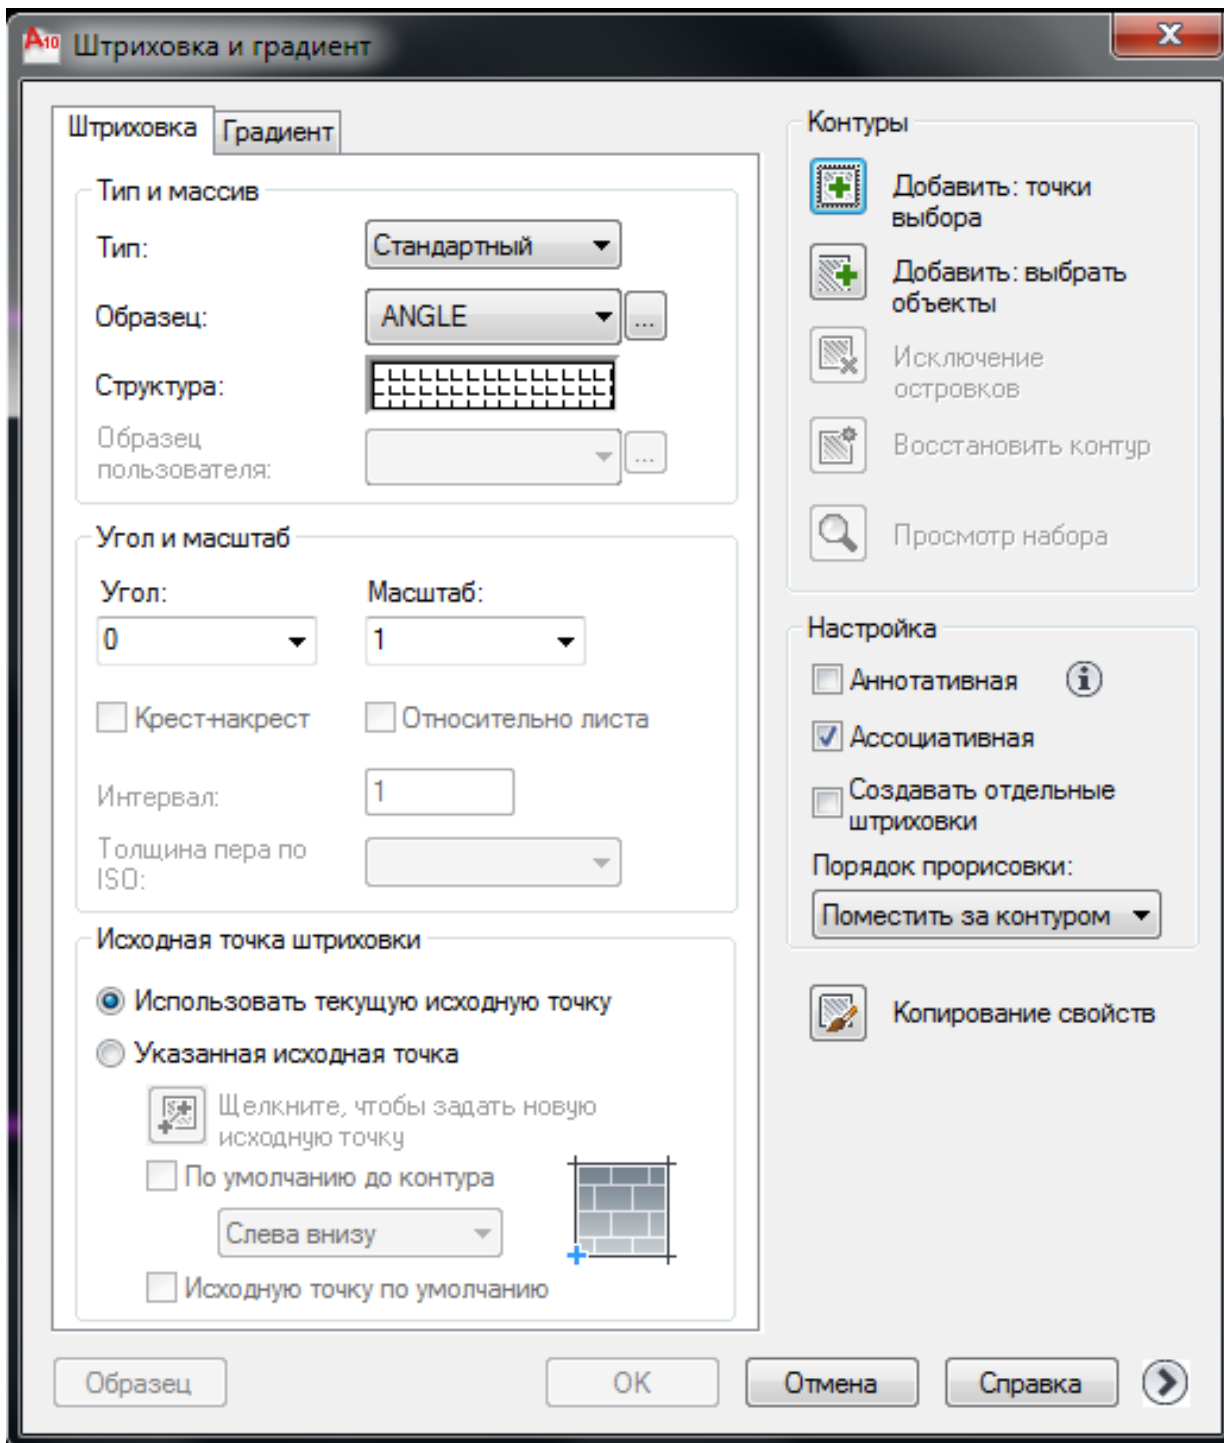 A10 Штриховка и градиент
Штриховка
Градиент
Тип и массив
Тип:
Стандартный
Образец:
ANGLE
...
Структура:
Образец
пользователя:
...
Угол и масштаб
Угол:
Масштаб:
0
1
Крест-накрест
Относительно листа
Интервал:
1
Толщина пера по
ISO:
Исходная точка штриховки
Использовать текущую исходную точку
Указанная исходная точка
Щелкните, чтобы задать новую
исходную точку
По умолчанию до контура
Слева внизу
Исходную точку по умолчанию
Контуры
Добавить: точки
выбора
Добавить: выбрать
объекты
Исключение
островков
Восстановить контур
Просмотр набора
Настройка
Аннотативная
Ассоциативная
Создавать отдельные
штриховки
Порядок прорисовки:
Поместить за контуром
Копирование свойств
Образец
OK
Отмена
Справка